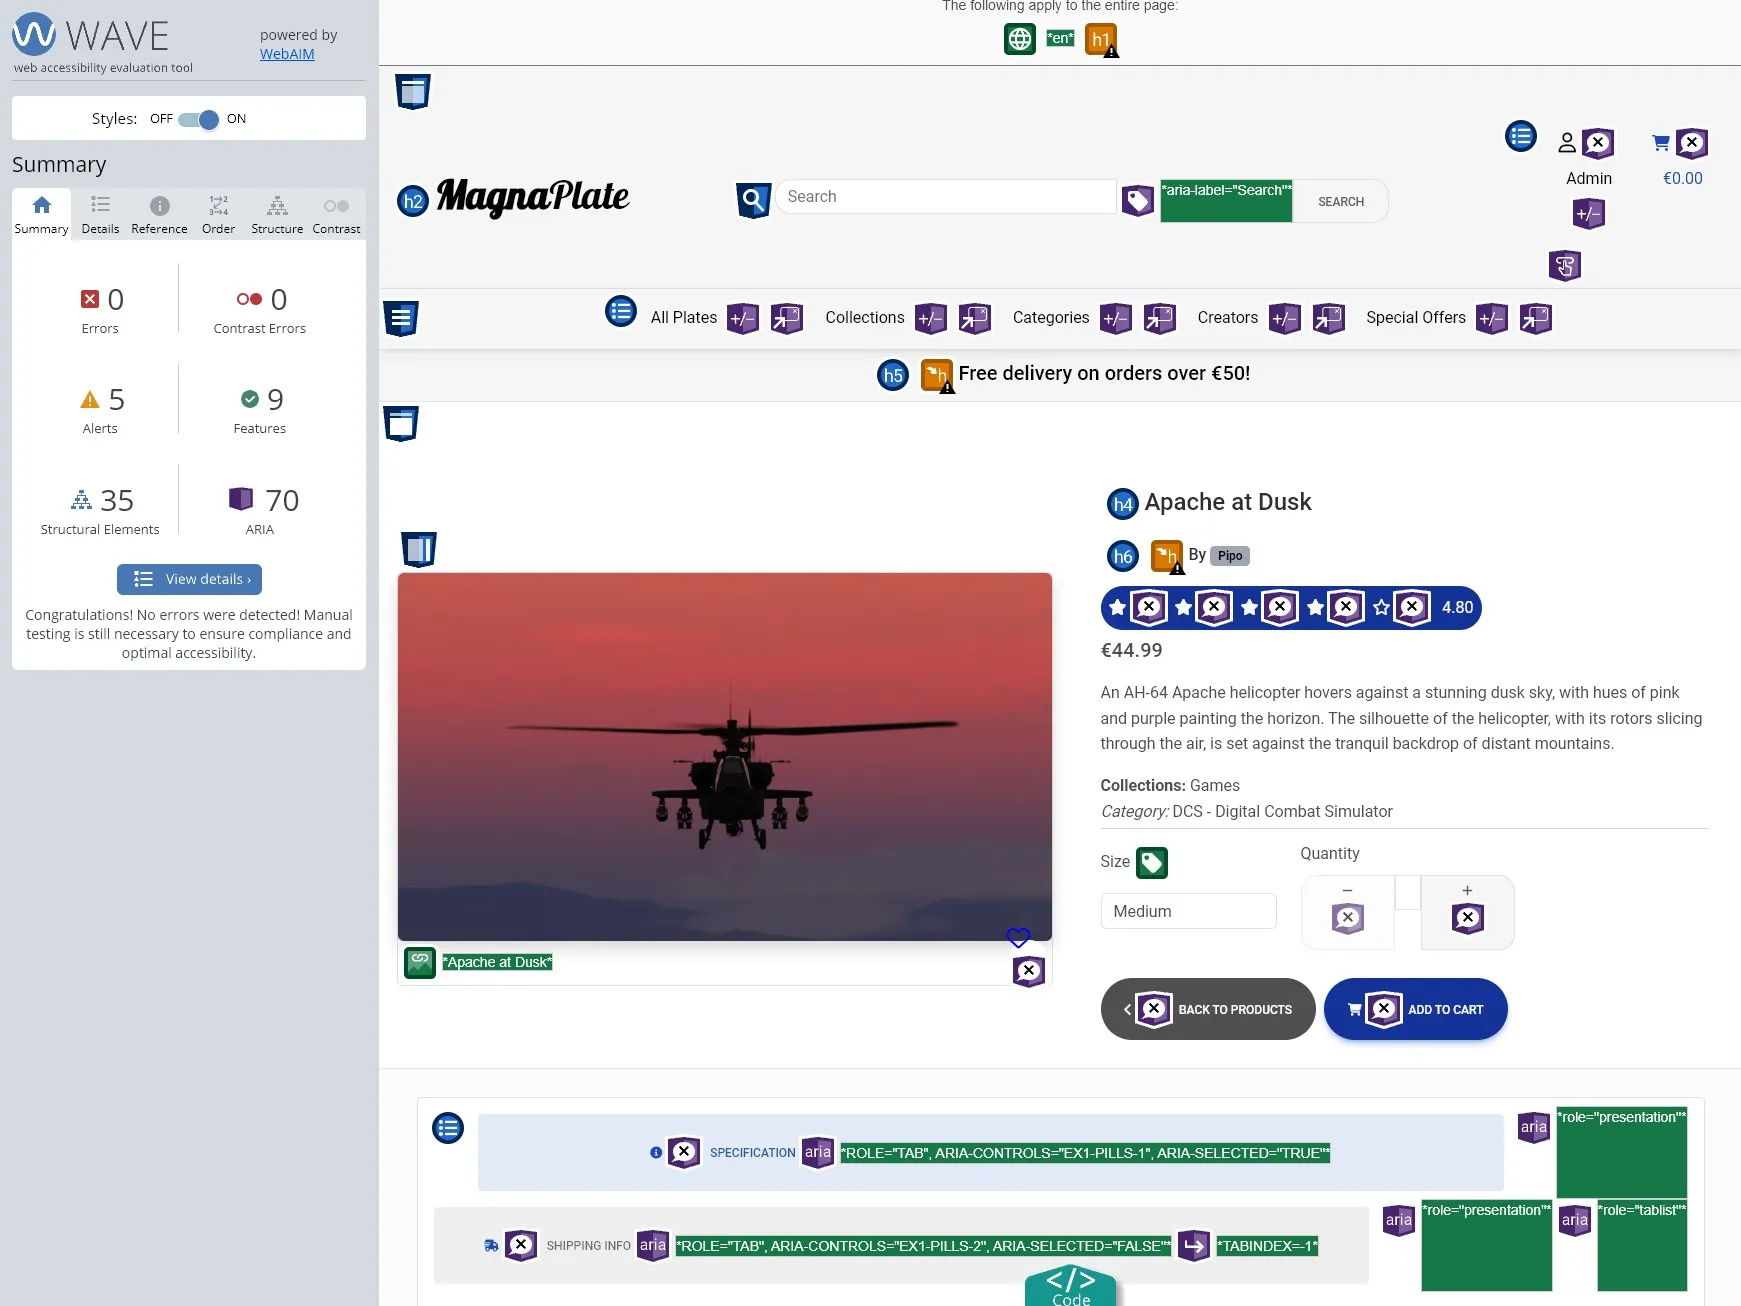 WAVE
web accessibility evaluation tool
powered by
WebAIM
Styles: OFF ON
Summary
Summary Details Reference Order Structure Contrast
0
Errors
0
Contrast Errors
5
Alerts
9
Features
35
Structural Elements
70
ARIA
View details ›
Congratulations! No errors were detected! Manual
testing is still necessary to ensure compliance and
optimal accessibility.
The following apply to the entire page:
*en* h1
h2 MagnaPlate
Search
*aria-label="Search"*
SEARCH
Admin
+/-
€0.00
All Plates +/- Collections +/- Categories +/- Creators +/- Special Offers +/-
h5 h Free delivery on orders over €50!
h4 Apache at Dusk
h6 h By Pipo
4.80
€44.99
An AH-64 Apache helicopter hovers against a stunning dusk sky, with hues of pink
and purple painting the horizon. The silhouette of the helicopter, with its rotors slicing
through the air, is set against the tranquil backdrop of distant mountains.
Collections: Games
Category: DCS - Digital Combat Simulator
Size
Medium
Quantity
− +
*Apache at Dusk*
BACK TO PRODUCTS
ADD TO CART
SPECIFICATION aria *ROLE="TAB", ARIA-CONTROLS="EX1-PILLS-1", ARIA-SELECTED="TRUE"*
aria *role="presentation"*
SHIPPING INFO aria *ROLE="TAB", ARIA-CONTROLS="EX1-PILLS-2", ARIA-SELECTED="FALSE"* *TABINDEX=-1*
aria *role="presentation"* aria *role="tablist"*
</>
Code